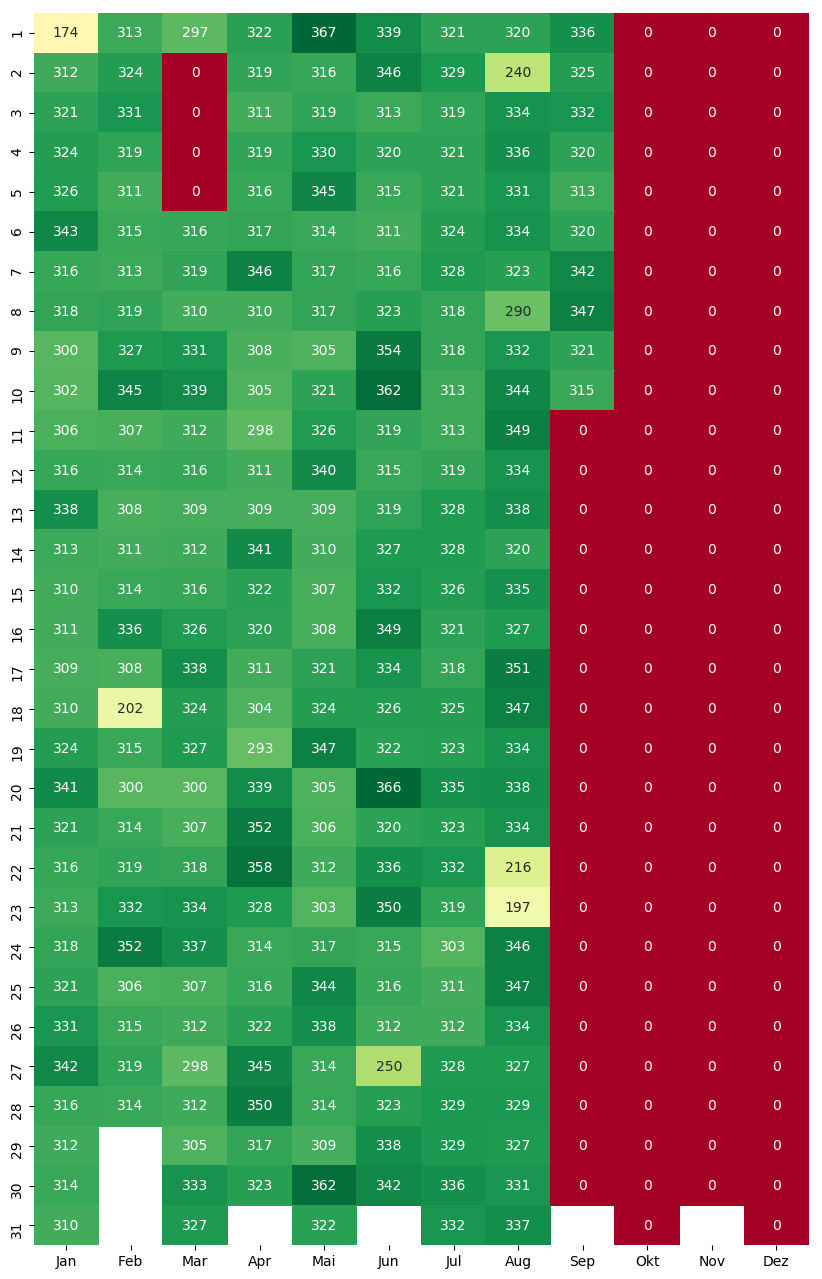 1 174 313 297 322 367 339 321 320 336 0 0 0
2 312 324 0 319 316 346 329 240 325 0 0 0
3 321 331 0 311 319 313 319 334 332 0 0 0
4 324 319 0 319 330 320 321 336 320 0 0 0
5 326 311 0 316 345 315 321 331 313 0 0 0
6 343 315 316 317 314 311 324 334 320 0 0 0
7 316 313 319 346 317 316 328 323 342 0 0 0
8 318 319 310 310 317 323 318 290 347 0 0 0
9 300 327 331 308 305 354 318 332 321 0 0 0
10 302 345 339 305 321 362 313 344 315 0 0 0
11 306 307 312 298 326 319 313 349 0 0 0 0
12 316 314 316 311 340 315 319 334 0 0 0 0
13 338 308 309 309 309 319 328 338 0 0 0 0
14 313 311 312 341 310 327 328 320 0 0 0 0
15 310 314 316 322 307 332 326 335 0 0 0 0
16 311 336 326 320 308 349 321 327 0 0 0 0
17 309 308 338 311 321 334 318 351 0 0 0 0
18 310 202 324 304 324 326 325 347 0 0 0 0
19 324 315 327 293 347 322 323 334 0 0 0 0
20 341 300 300 339 305 366 335 338 0 0 0 0
21 321 314 307 352 306 320 323 334 0 0 0 0
22 316 319 318 358 312 336 332 216 0 0 0 0
23 313 332 334 328 303 350 319 197 0 0 0 0
24 318 352 337 314 317 315 303 346 0 0 0 0
25 321 306 307 316 344 316 311 347 0 0 0 0
26 331 315 312 322 338 312 312 334 0 0 0 0
27 342 319 298 345 314 250 328 327 0 0 0 0
28 316 314 312 350 314 323 329 329 0 0 0 0
29 312 305 317 309 338 329 327 0 0 0 0
30 314 333 323 362 342 336 331 0 0 0 0
31 310 327 322 332 337 0 0
Jan Feb Mar Apr Mai Jun Jul Aug Sep Okt Nov Dez